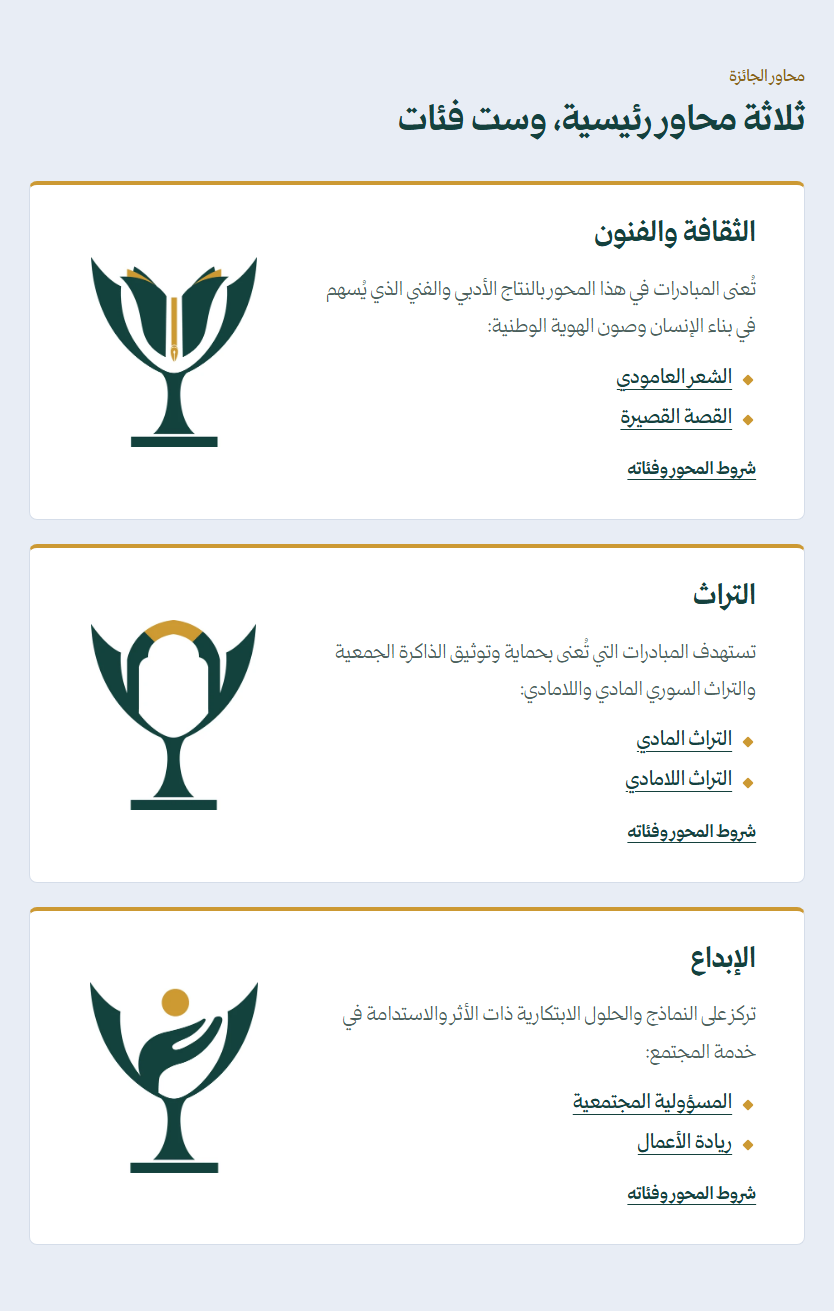 محاور الجائزة
ثلاثة محاور رئيسية، وست فئات
الثقافة والفنون
تُعنى المبادرات في هذا المحور بالنتاج الأدبي والفني الذي يُسهم
في بناء الإنسان وصون الهوية الوطنية:
الشعر العامودي
القصة القصيرة
شروط المحور وفئاته
التراث
تستهدف المبادرات التي تُعنى بحماية وتوثيق الذاكرة الجمعية
والتراث السوري المادي واللامادي:
التراث المادي
التراث اللامادي
شروط المحور وفئاته
الإبداع
تركز على النماذج والحلول الابتكارية ذات الأثر والاستدامة في
خدمة المجتمع:
المسؤولية المجتمعية
ريادة الأعمال
شروط المحور وفئاته